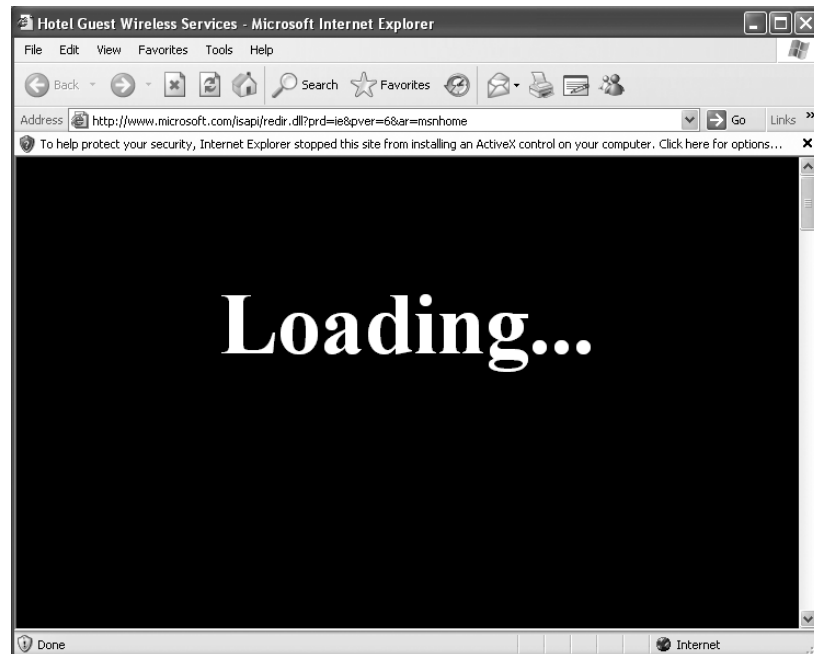 Hotel Guest Wireless Services - Microsoft Internet Explorer
File Edit View Favorites Tools Help
Back Search Favorites
Address http://www.microsoft.com/isapi/redir.dll?prd=ie&pver=6&ar=msnhome Go Links »
To help protect your security, Internet Explorer stopped this site from installing an ActiveX control on your computer. Click here for options...
Loading...
Done Internet